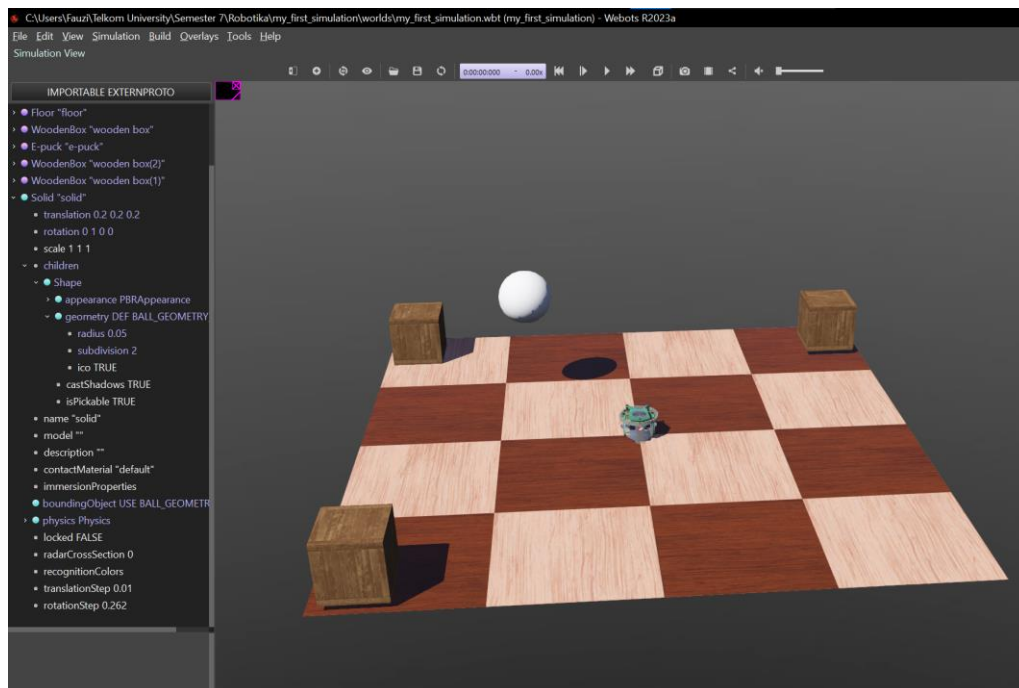 C:\Users\Fauzi\Telkom University\Semester 7\Robotika\my_first_simulation\worlds\my_first_simulation.wbt (my_first_simulation) - Webots R2023a
File Edit View Simulation Build Overlays Tools Help
Simulation View
0:00:00:000 - 0.00x
IMPORTABLE EXTERNPROTO
Floor "floor"
WoodenBox "wooden box"
E-puck "e-puck"
WoodenBox "wooden box(2)"
WoodenBox "wooden box(1)"
Solid "solid"
translation 0.2 0.2 0.2
rotation 0 1 0 0
scale 1 1 1
children
Shape
appearance PBRAppearance
geometry DEF BALL_GEOMETRY
radius 0.05
subdivision 2
ico TRUE
castShadows TRUE
isPickable TRUE
name "solid"
model ""
description ""
contactMaterial "default"
immersionProperties
boundingObject USE BALL_GEOMETR
physics Physics
locked FALSE
radarCrossSection 0
recognitionColors
translationStep 0.01
rotationStep 0.262